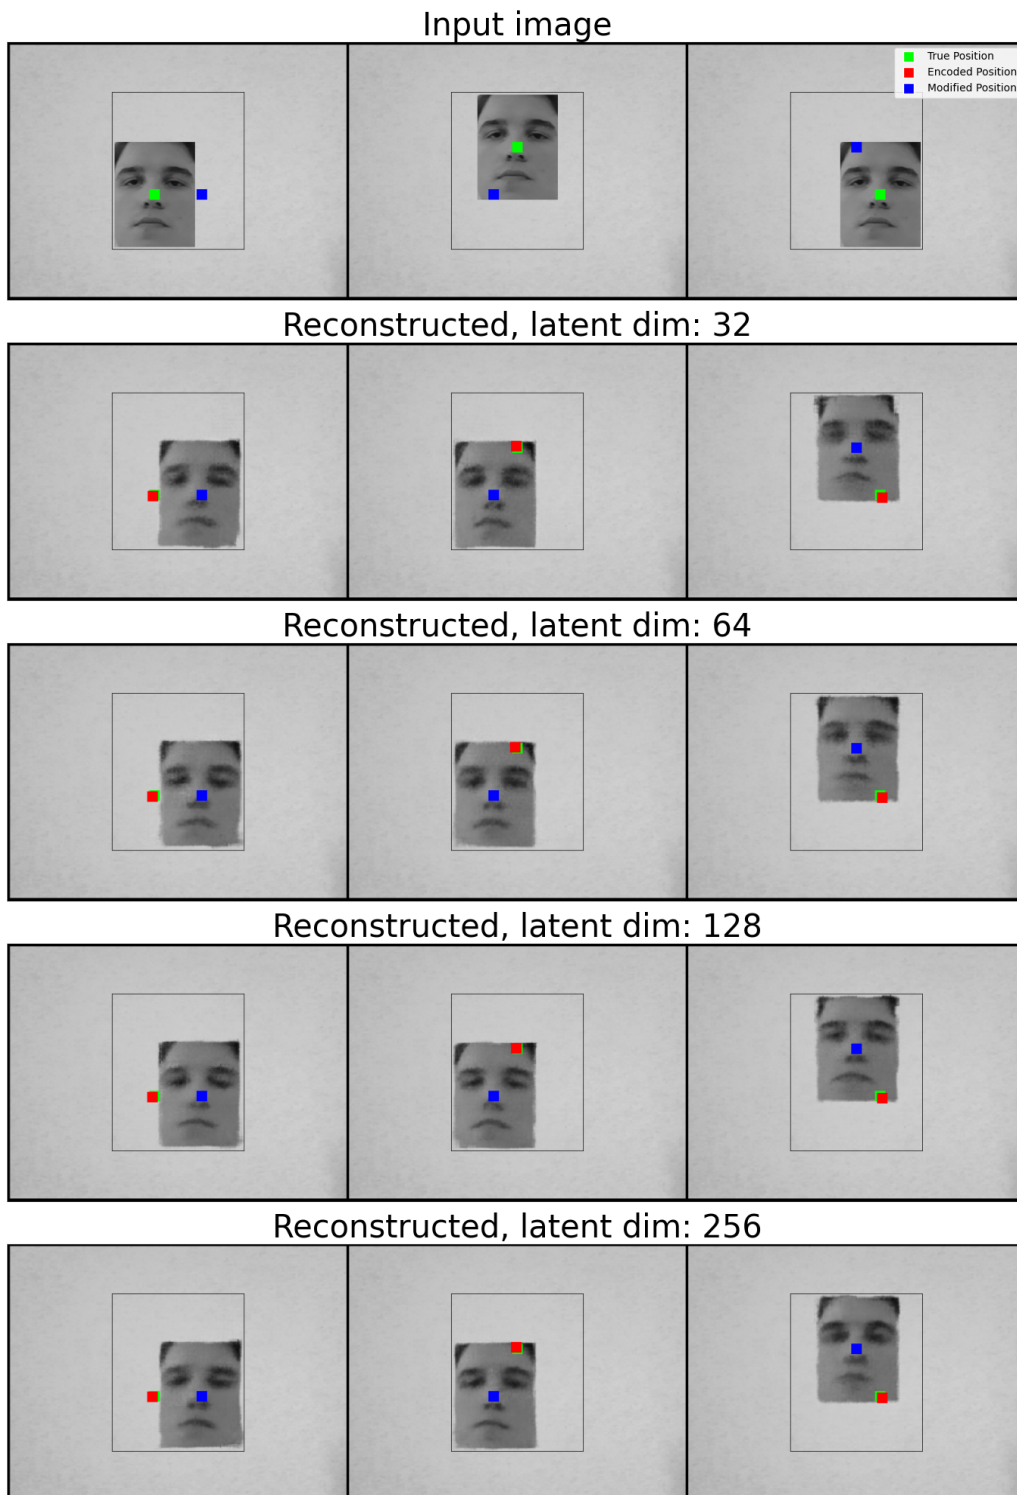 Input image
True Position
Encoded Position
Modified Position
Reconstructed, latent dim: 32
Reconstructed, latent dim: 64
Reconstructed, latent dim: 128
Reconstructed, latent dim: 256